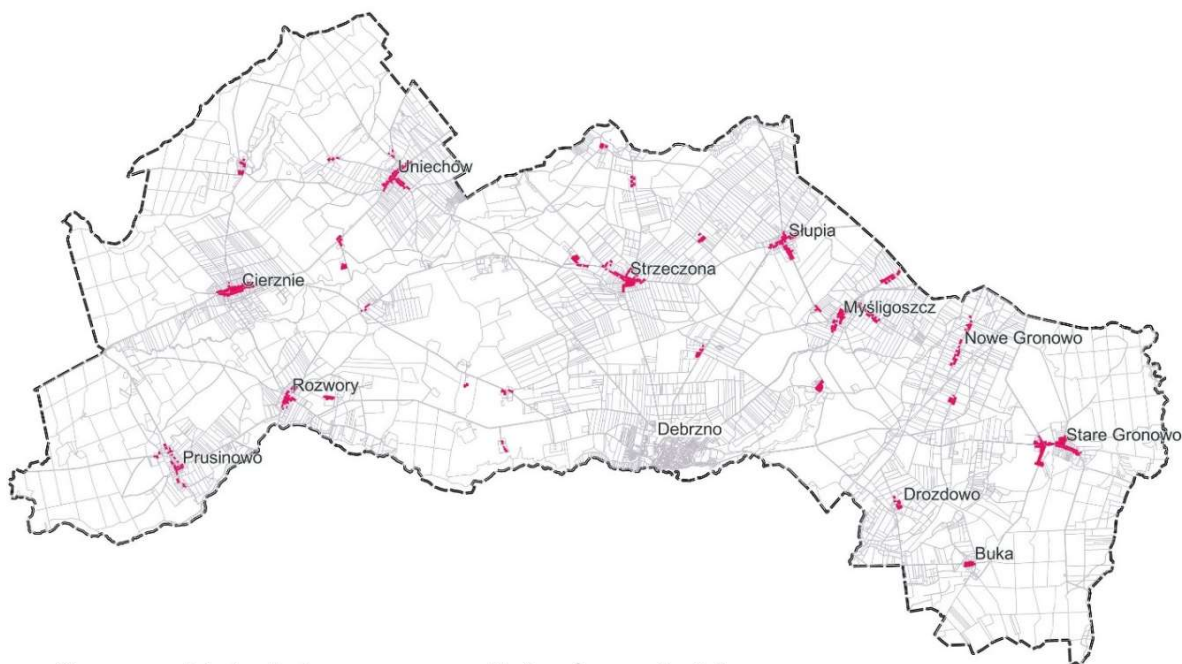 Uniechów
Słupia
Strzeczona
Cierznie
Myśligoszcz
Nowe Gronowo
Rozwory
Debrzno
Stare Gronowo
Prusinowo
Drozdowo
Buka